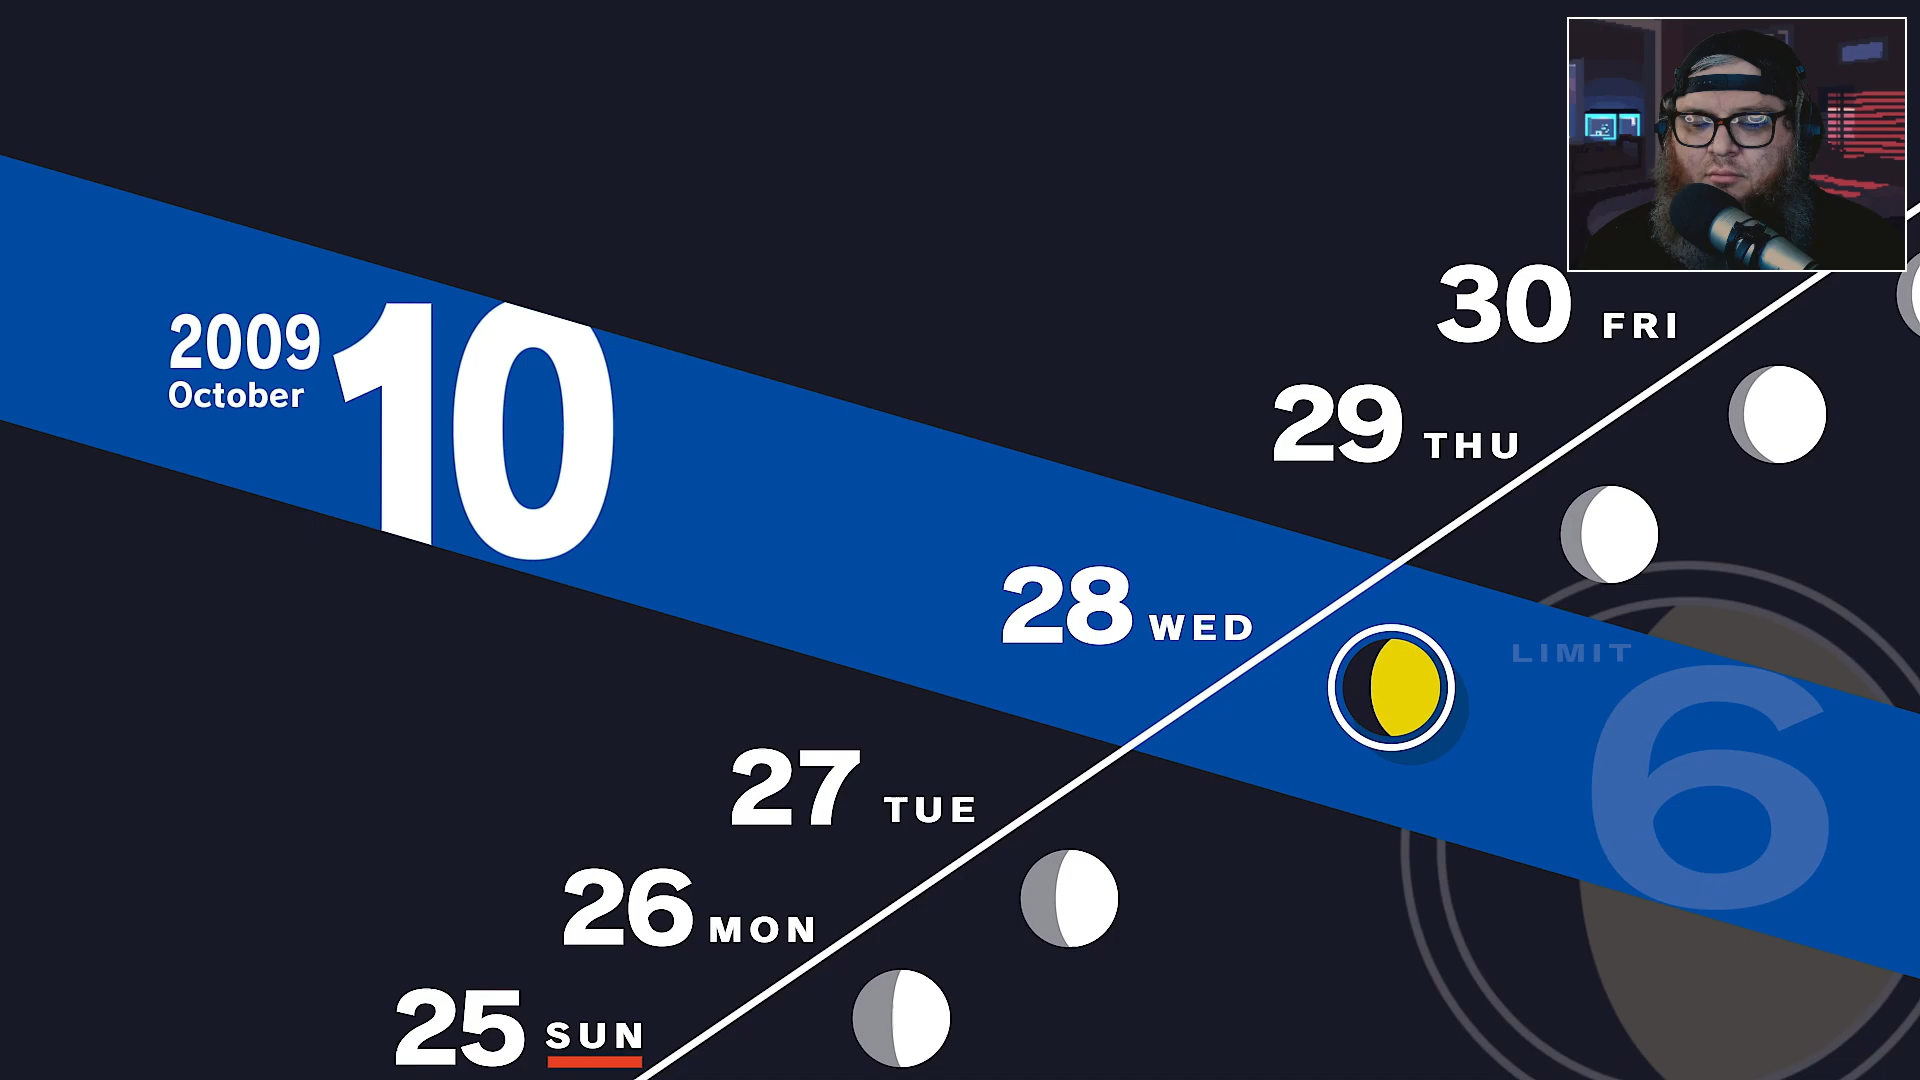 2009
October
10
30 FRI
29 THU
28 WED
LIMIT
6
27 TUE
26 MON
25 SUN